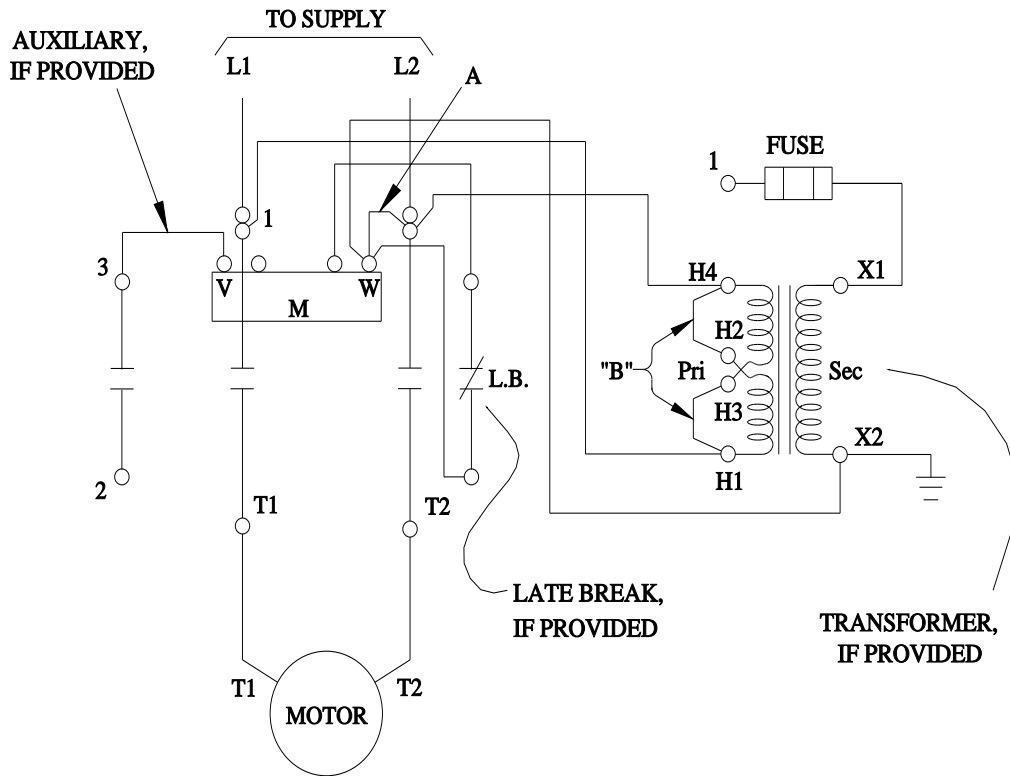 TO SUPPLY
AUXILIARY,
IF PROVIDED
L1
L2
A
FUSE
1
1
3
V
W
M
H4
X1
H2
"B"
Pri
Sec
L.B.
H3
X2
H1
2
T1
T2
LATE BREAK,
IF PROVIDED
TRANSFORMER,
IF PROVIDED
T1
T2
MOTOR